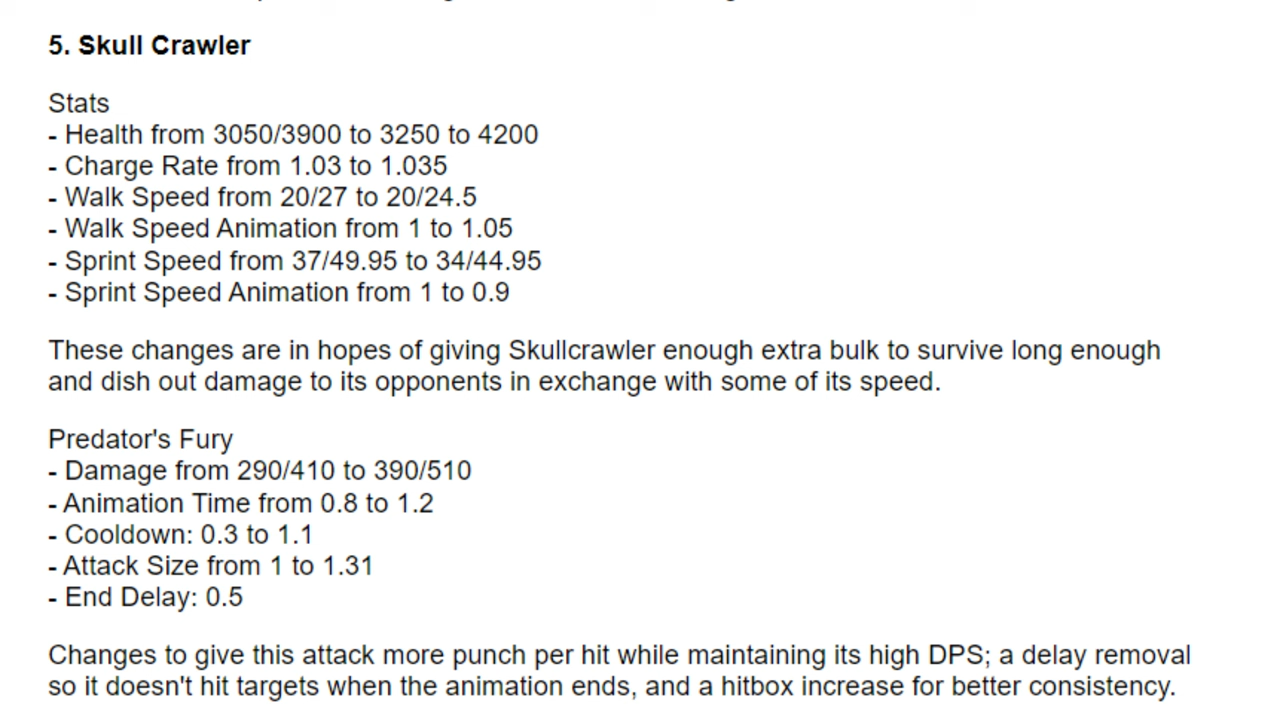 5. Skull Crawler
Stats
- Health from 3050/3900 to 3250 to 4200
- Charge Rate from 1.03 to 1.035
- Walk Speed from 20/27 to 20/24.5
- Walk Speed Animation from 1 to 1.05
- Sprint Speed from 37/49.95 to 34/44.95
- Sprint Speed Animation from 1 to 0.9
These changes are in hopes of giving Skullcrawler enough extra bulk to survive long enough
and dish out damage to its opponents in exchange with some of its speed.
Predator's Fury
- Damage from 290/410 to 390/510
- Animation Time from 0.8 to 1.2
- Cooldown: 0.3 to 1.1
- Attack Size from 1 to 1.31
- End Delay: 0.5
Changes to give this attack more punch per hit while maintaining its high DPS; a delay removal
so it doesn't hit targets when the animation ends, and a hitbox increase for better consistency.